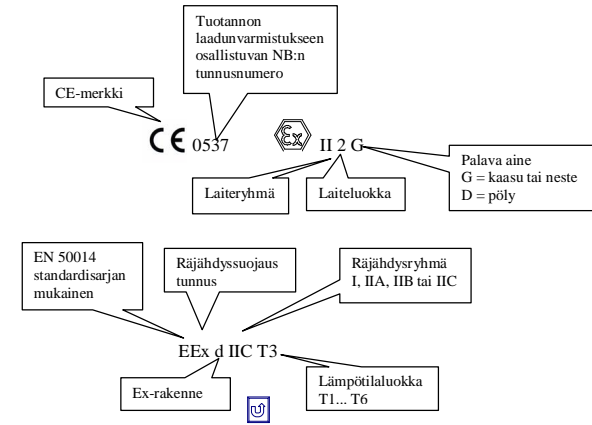 Tuotannon
laadunvarmistukseen
osallistuvan NB:n
tunnusnumero
CE-merkki
CE 0537 Ex II 2 G
Palava aine
G = kaasu tai neste
D = pöly
Laiteryhmä
Laiteluokka
EN 50014
standardisarjan
mukainen
Räjähdyssuojaus
tunnus
Räjähdysryhmä
I, IIA, IIB tai IIC
EEx d IIC T3
Ex-rakenne
Lämpötilaluokka
T1... T6